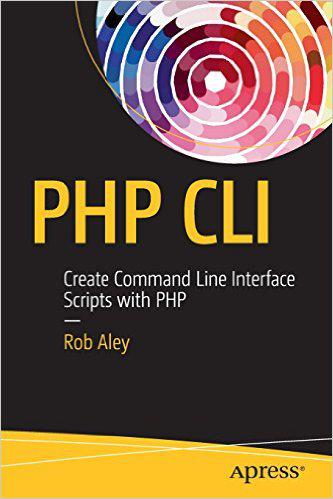 PHP CLI
Create Command Line Interface
Scripts with PHP
—
Rob Aley
Apress®